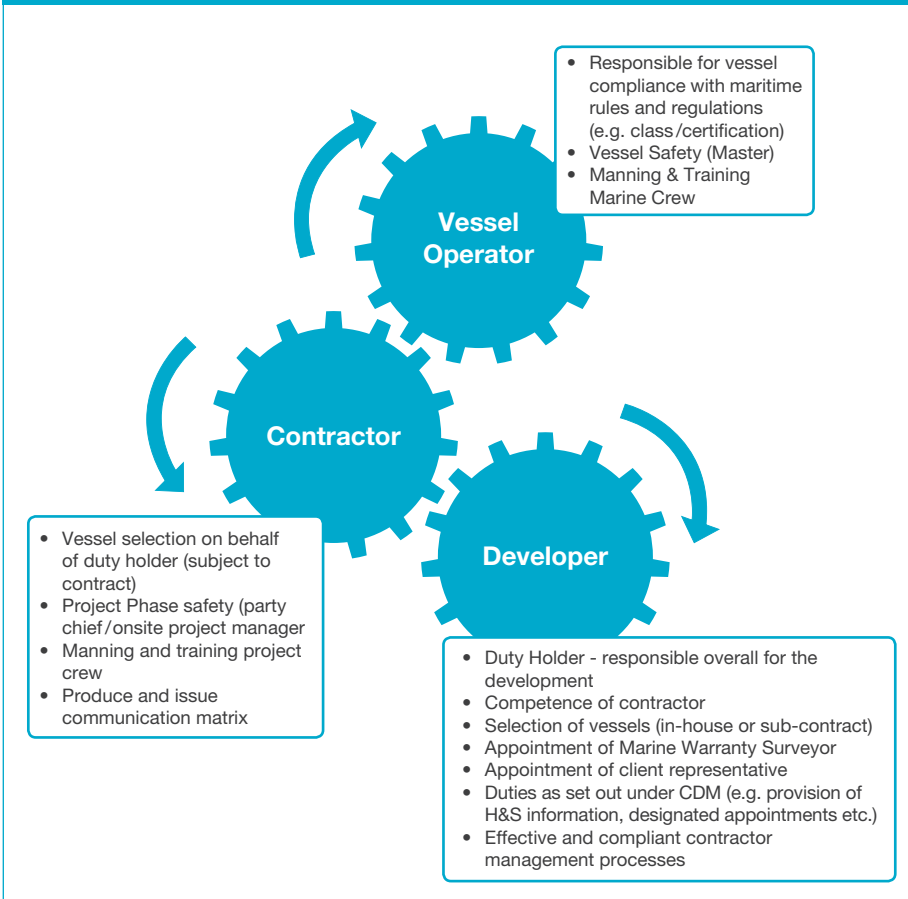 • Responsible for vessel
compliance with maritime
rules and regulations
(e.g. class/certification)
• Vessel Safety (Master)
• Manning & Training
Marine Crew
Vessel
Operator
Contractor
• Vessel selection on behalf
of duty holder (subject to
contract)
• Project Phase safety (party
chief/onsite project manager
• Manning and training project
crew
• Produce and issue
communication matrix
Developer
• Duty Holder - responsible overall for the
development
• Competence of contractor
• Selection of vessels (in-house or sub-contract)
• Appointment of Marine Warranty Surveyor
• Appointment of client representative
• Duties as set out under CDM (e.g. provision of
H&S information, designated appointments etc.)
• Effective and compliant contractor
management processes